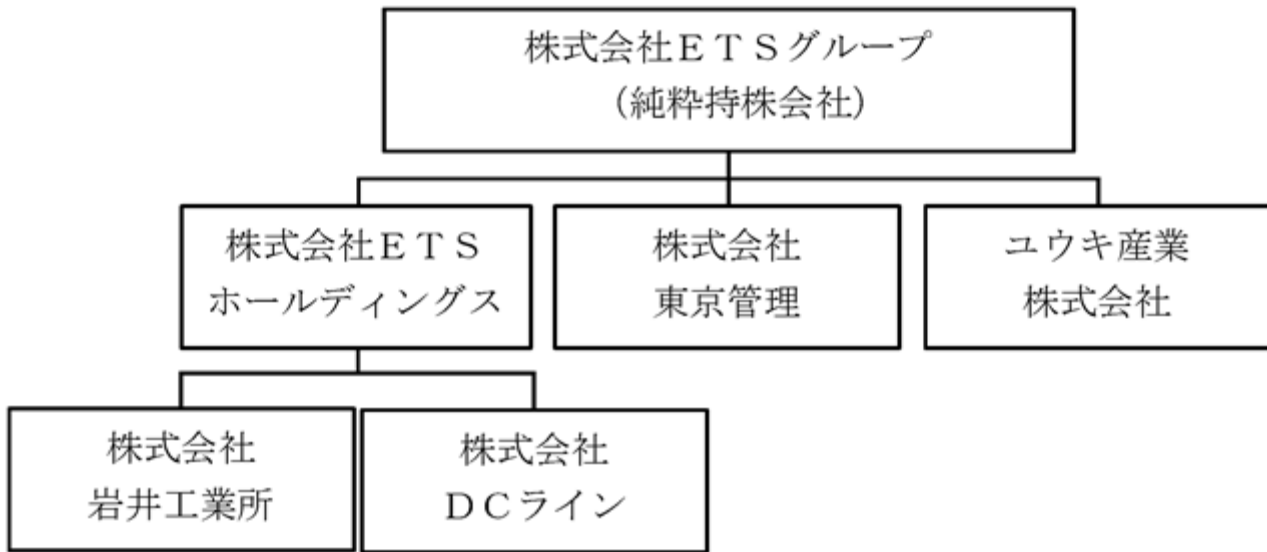 株式会社ＥＴＳグループ
（純粋持株会社）
株式会社ＥＴＳ
ホールディングス
株式会社
東京管理
ユウキ産業
株式会社
株式会社
岩井工業所
株式会社
ＤＣライン